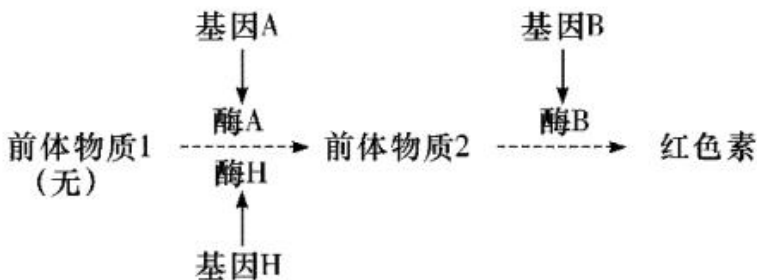 基因A 基因B
酶A 酶B
前体物质1 前体物质2 红色素
(无) 酶H
基因H